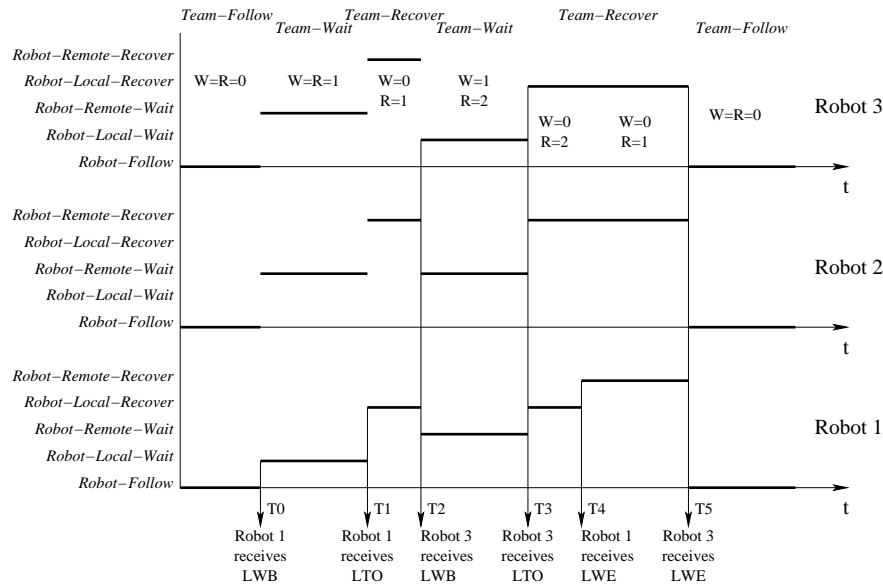 Team−Follow Team−Recover Team−Recover
Team−Wait Team−Wait Team−Follow
Robot−Remote−Recover
Robot−Local−Recover W=R=0 W=R=1 W=0 W=1
R=1 R=2
Robot−Remote−Wait Robot 3
W=0 W=0 W=R=0
Robot−Local−Wait R=2 R=1
Robot−Follow
t
Robot−Remote−Recover
Robot−Local−Recover
Robot−Remote−Wait Robot 2
Robot−Local−Wait
Robot−Follow
t
Robot−Remote−Recover
Robot−Local−Recover
Robot−Remote−Wait Robot 1
Robot−Local−Wait
Robot−Follow
T0 T1 T2 T3 T4 T5 t
Robot 1 Robot 1 Robot 3 Robot 3 Robot 1 Robot 3
receives receives receives receives receives receives
LWB LTO LWB LTO LWE LWE